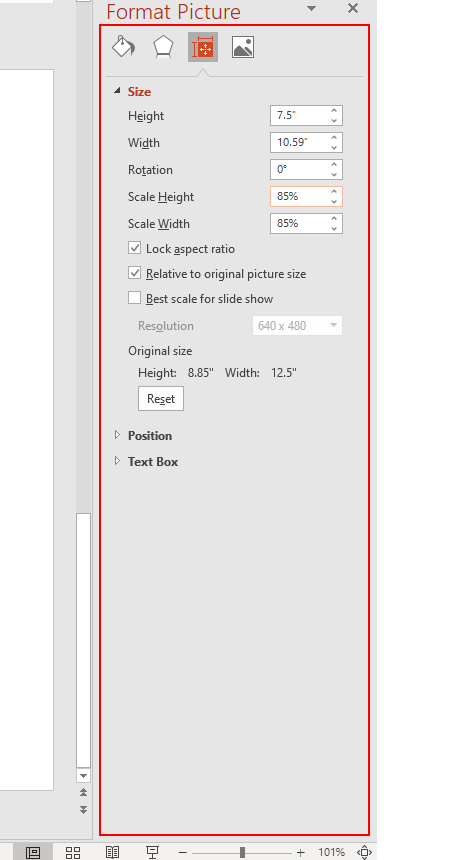 Format Picture
Size
Height 7.5"
Width 10.59"
Rotation 0°
Scale Height 85%
Scale Width 85%
Lock aspect ratio
Relative to original picture size
Best scale for slide show
Resolution 640 x 480
Original size
Height: 8.85" Width: 12.5"
Reset
Position
Text Box
101%